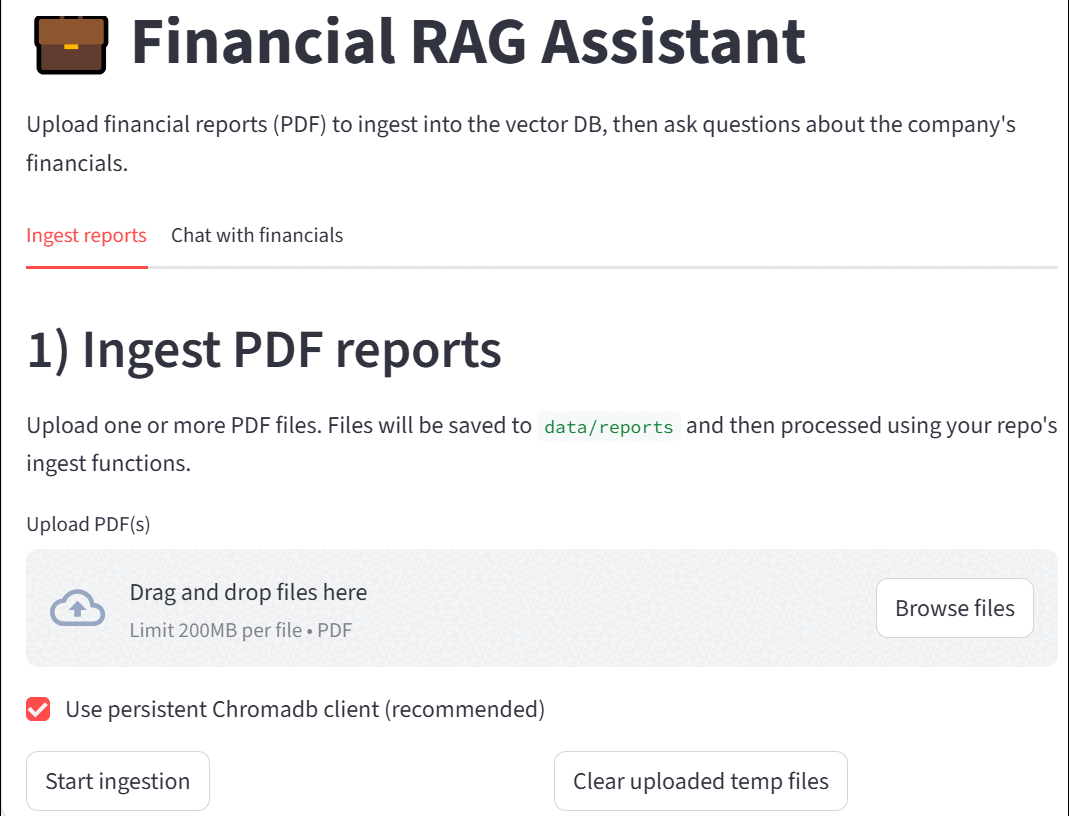 Financial RAG Assistant
Upload financial reports (PDF) to ingest into the vector DB, then ask questions about the company's
financials.
Ingest reports
Chat with financials
1) Ingest PDF reports
Upload one or more PDF files. Files will be saved to data/reports and then processed using your repo's
ingest functions.
Upload PDF(s)
Drag and drop files here
Limit 200MB per file • PDF
Browse files
Use persistent Chromadb client (recommended)
Start ingestion
Clear uploaded temp files